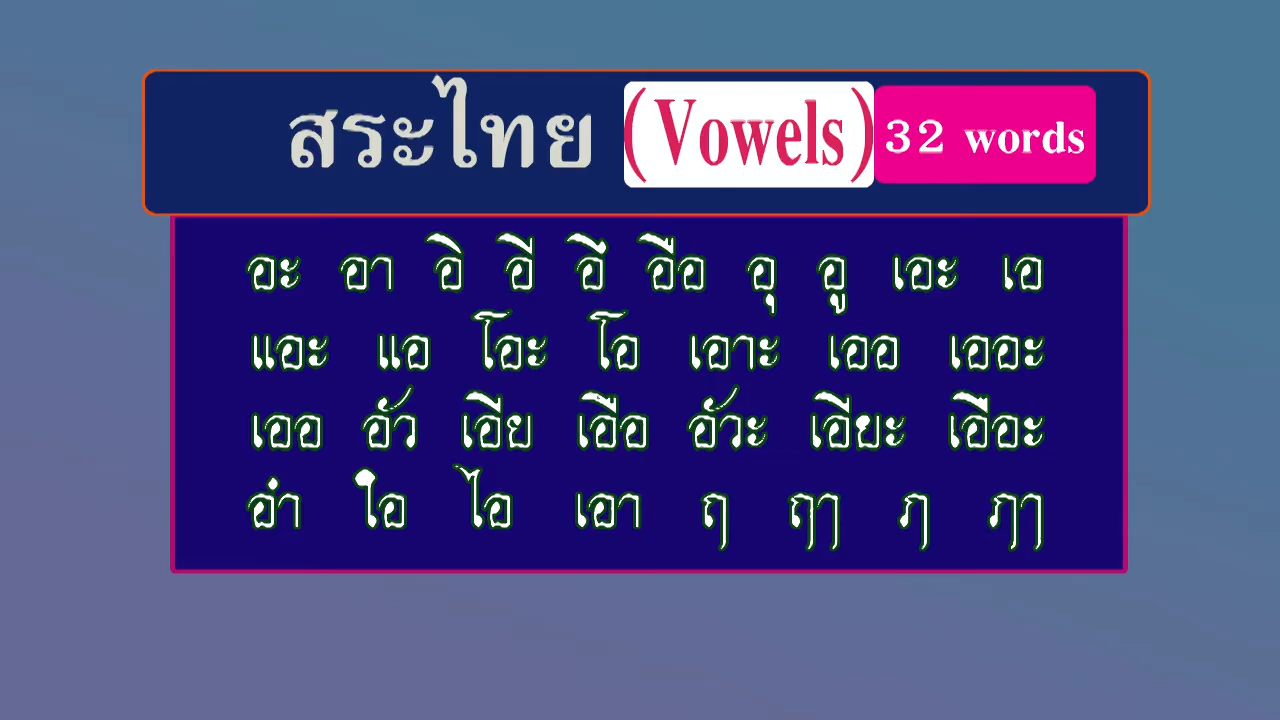 สระไทย (Vowels) 32 words
อะ อา อิ อี อึ อือ อุ อู เอะ เอ
แอะ แอ โอะ โอ เอาะ เออ เออะ
เออ อัว เอีย เอือ อัวะ เอียะ เอือะ
อำ ใอ ไอ เอา ฤ ฤๅ ภ ภๅ